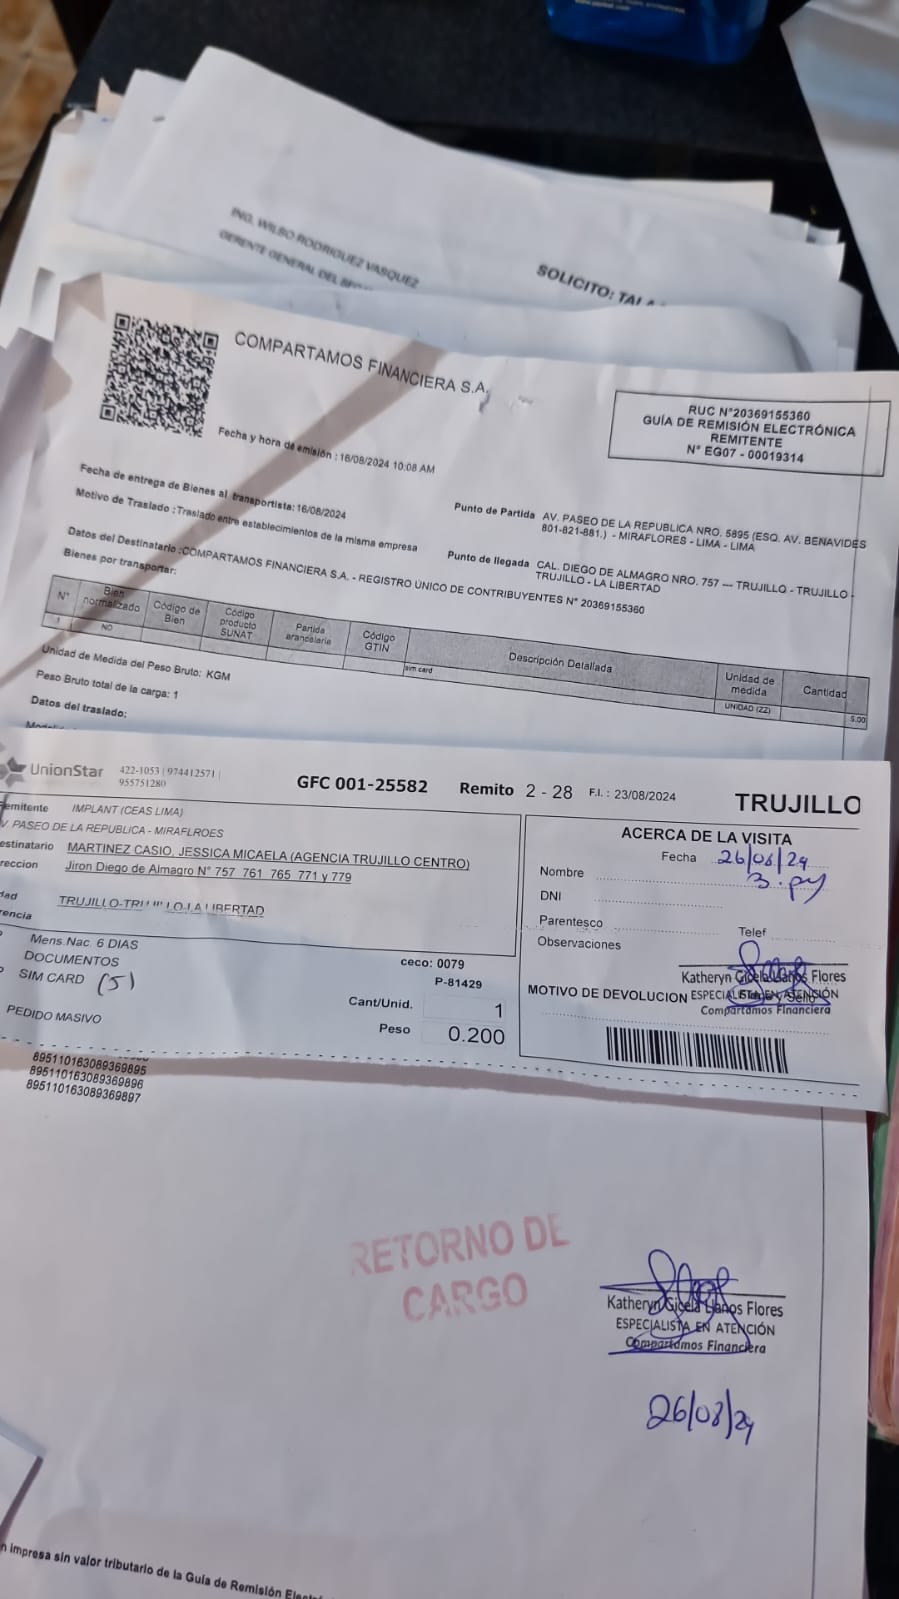 ING. WILSO RODRIGUEZ VASQUEZ
GERENTE GENERAL DEL
SOLICITO:
COMPARTAMOS FINANCIERA S.A.
RUC N°20369155360
GUÍA DE REMISIÓN ELECTRÓNICA
REMITENTE
N° EG07 - 00019314
Fecha y hora de emisión : 16/08/2024 10:08 AM
Fecha de entrega de Bienes al transportista: 16/08/2024
Motivo de Traslado : Traslado entre establecimientos de la misma empresa
Punto de Partida AV. PASEO DE LA REPUBLICA NRO. 5895 (ESQ. AV. BENAVIDES
801-821-881.) - MIRAFLORES - LIMA - LIMA
Punto de llegada CAL. DIEGO DE ALMAGRO NRO. 757 --- TRUJILLO - TRUJILLO -
TRUJILLO - LA LIBERTAD
Datos del Destinatario :COMPARTAMOS FINANCIERA S.A. - REGISTRO ÚNICO DE CONTRIBUYENTES N° 20369155360
Bienes por transportar:
N° Bien normalizado Código de Bien Código producto SUNAT Partida arancelaria Código GTIN Descripción Detallada Unidad de medida Cantidad
1 NO sim card UNIDAD (ZZ) 5.00
Unidad de Medida del Peso Bruto: KGM
Peso Bruto total de la carga: 1
Datos del traslado:
UnionStar 422-1053 | 974412571 |
955751280
GFC 001-25582 Remito 2 - 28 F.I. : 23/08/2024 TRUJILLO
emitente IMPLANT (CEAS LIMA)
V. PASEO DE LA REPUBLICA - MIRAFLROES
estinatario MARTINEZ CASIO, JESSICA MICAELA (AGENCIA TRUJILLO CENTRO)
reccion Jiron Diego de Almagro N° 757 761 765 771 y 779
dad TRUJILLO-TRUJILLO-LA LIBERTAD
rencia
Mens.Nac. 6 DIAS
DOCUMENTOS
SIM CARD (5)
PEDIDO MASIVO
ceco: 0079
P-81429
Cant/Unid. 1
Peso 0.200
ACERCA DE LA VISITA
Fecha 26/08/24
Nombre
DNI
Parentesco Telef
Observaciones
Katheryn Gicela Llanos Flores
MOTIVO DE DEVOLUCION ESPECIALISTA EN ATENCIÓN
Compartamos Financiera
895110163089369895
895110163089369896
895110163089369897
RETORNO DE
CARGO
Katheryn Gicela Llanos Flores
ESPECIALISTA EN ATENCIÓN
Compartamos Financiera
26/08/24
n impresa sin valor tributario de la Guía de Remisión